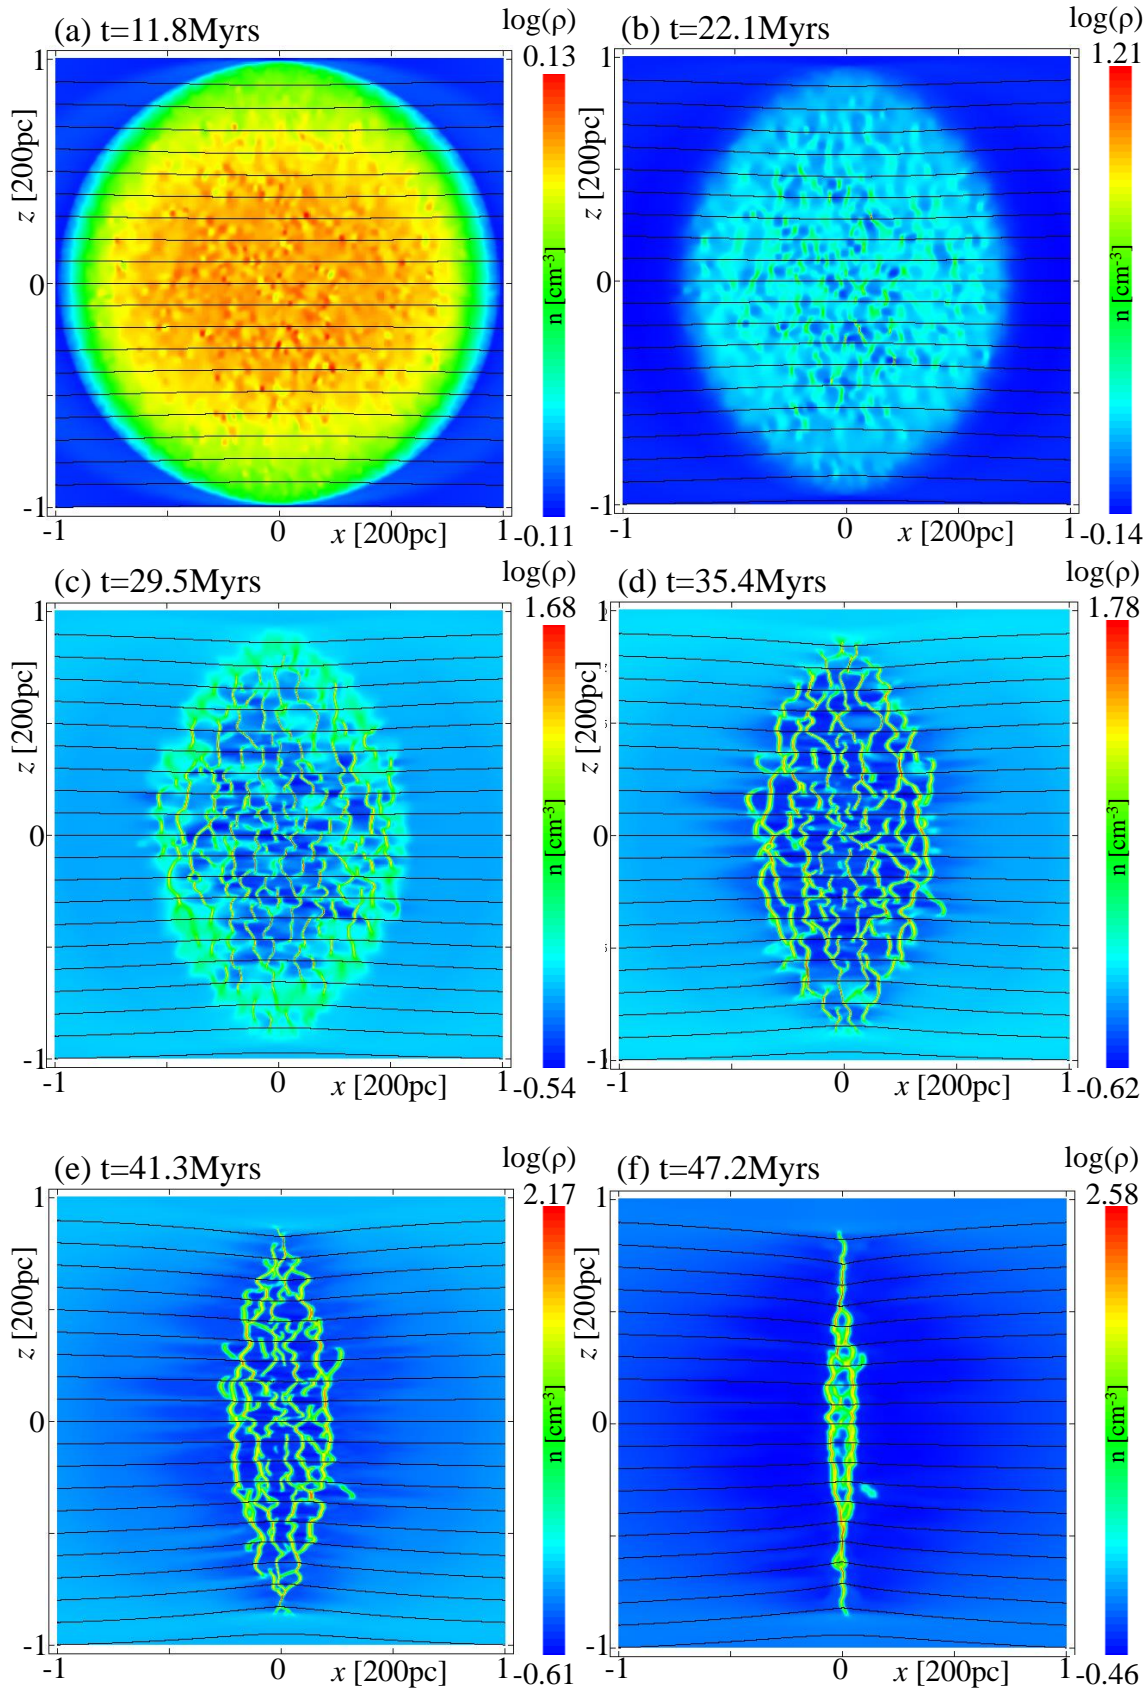 (a) t=11.8Myrs
log(ρ)
0.13
1
z [200pc]
0
-1
-1
0
x [200pc]
1
n [cm⁻³]
-0.11
(b) t=22.1Myrs
log(ρ)
1.21
1
z [200pc]
0
-1
-1
0
x [200pc]
1
n [cm⁻³]
-0.14
(c) t=29.5Myrs
log(ρ)
1.68
1
z [200pc]
0
-1
-1
0
x [200pc]
1
n [cm⁻³]
-0.54
(d) t=35.4Myrs
log(ρ)
1.78
1
z [200pc]
0
-1
-1
0
x [200pc]
1
n [cm⁻³]
-0.62
(e) t=41.3Myrs
log(ρ)
2.17
1
z [200pc]
0
-1
-1
0
x [200pc]
1
n [cm⁻³]
-0.61
(f) t=47.2Myrs
log(ρ)
2.58
1
z [200pc]
0
-1
-1
0
x [200pc]
1
n [cm⁻³]
-0.46